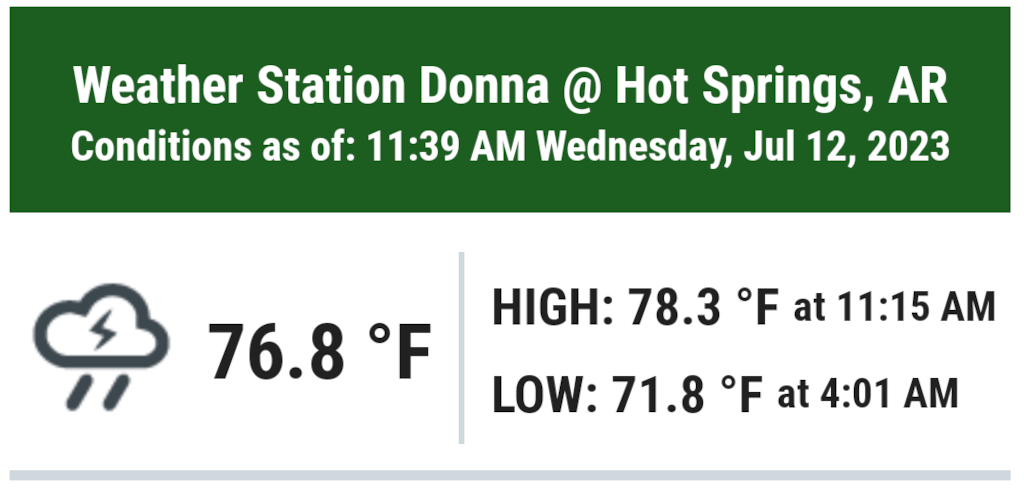 Weather Station Donna @ Hot Springs, AR
Conditions as of: 11:39 AM Wednesday, Jul 12, 2023
76.8 °F
HIGH: 78.3 °F at 11:15 AM
LOW: 71.8 °F at 4:01 AM